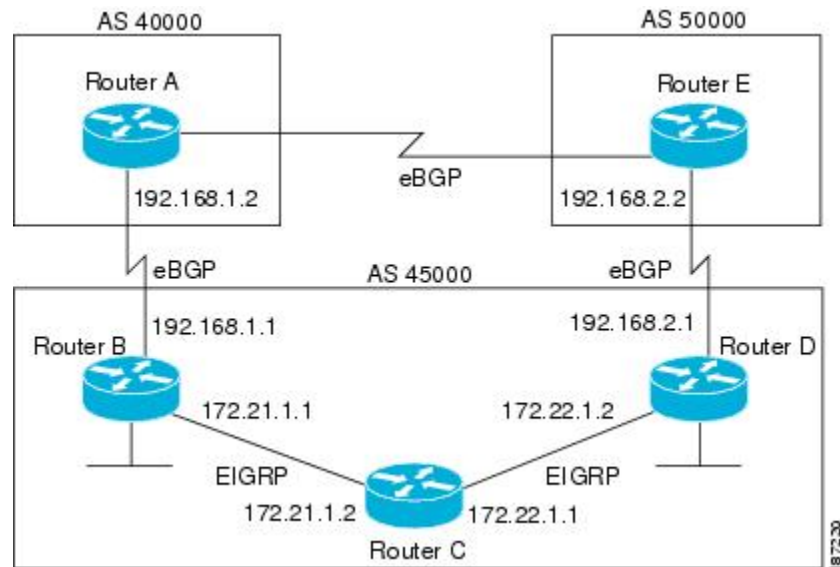 AS 40000
AS 50000
Router A
Router E
eBGP
192.168.1.2
192.168.2.2
eBGP
eBGP
AS 45000
192.168.1.1
192.168.2.1
Router B
Router D
172.21.1.1
172.22.1.2
EIGRP
EIGRP
172.21.1.2
172.22.1.1
Router C
87220